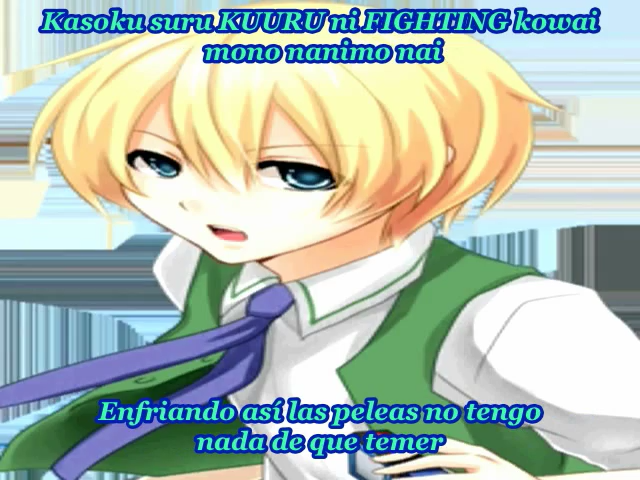 Kasoku suru KUURU ni FIGHTING kowai
mono nanimo nai
Enfriando así las peleas no tengo
nada de que temer